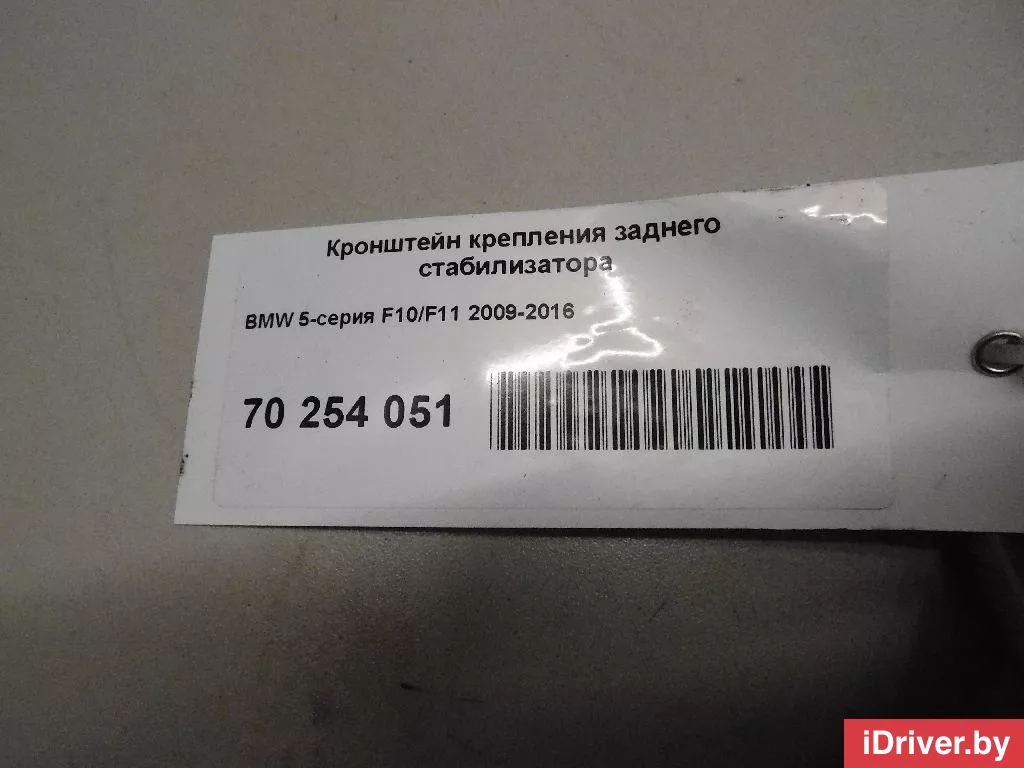 Кронштейн крепления заднего
стабилизатора
BMW 5-серия F10/F11 2009-2016
70 254 051
iDriver.by